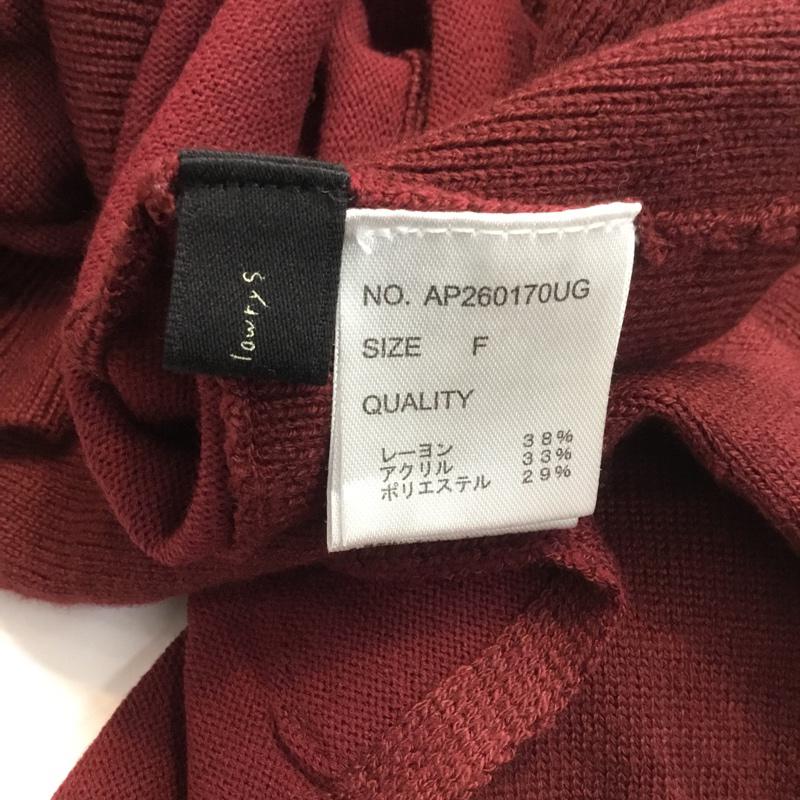 lowrys
NO. AP260170UG
SIZE F
QUALITY
レーヨン 38%
アクリル 33%
ポリエステル 29%